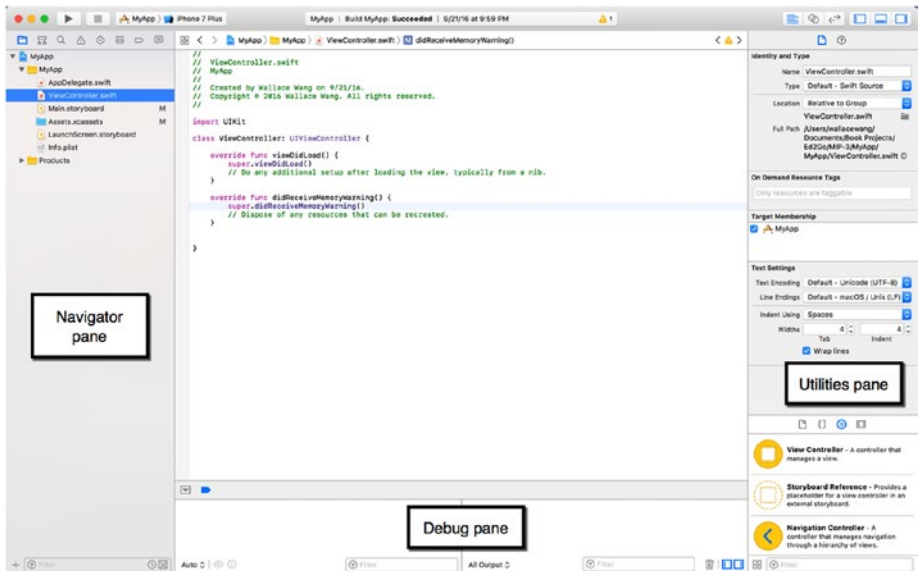 MyApp
iPhone 7 Plus
MyApp | Build MyApp: Succeeded | 9/21/16 at 9:59 PM
1
MyApp
MyApp
ViewController.swift
didReceiveMemoryWarning()
MyApp
MyApp
AppDelegate.swift
ViewController.swift
Main.storyboard M
Assets.xcassets M
LaunchScreen.storyboard
Info.plist
Products
Navigator
pane
Filter
//
// ViewController.swift
// MyApp
//
// Created by Wallace Wang on 9/21/16.
// Copyright © 2016 Wallace Wang. All rights reserved.
//
import UIKit
class ViewController: UIViewController {
override func viewDidLoad() {
super.viewDidLoad()
// Do any additional setup after loading the view, typically from a nib.
}
override func didReceiveMemoryWarning() {
super.didReceiveMemoryWarning()
// Dispose of any resources that can be recreated.
}
}
Debug pane
Auto
Filter
All Output
Filter
Identity and Type
Name ViewController.swift
Type Default - Swift Source
Location Relative to Group
ViewController.swift
Full Path /Users/wallacewang/
Documents/Book Projects/
Ed2Go/MIP-3/MyApp/
MyApp/ViewController.swift
On Demand Resource Tags
Only resources are taggable
Target Membership
MyApp
Text Settings
Text Encoding Default - Unicode (UTF-8)
Line Endings Default - macOS / Unix (LF)
Indent Using Spaces
Widths 4 4
Tab Indent
Wrap lines
Utilities pane
View Controller - A controller that
manages a view.
Storyboard Reference - Provides a
placeholder for a view controller in an
external storyboard.
Navigation Controller - A
controller that manages navigation
through a hierarchy of views.
Filter